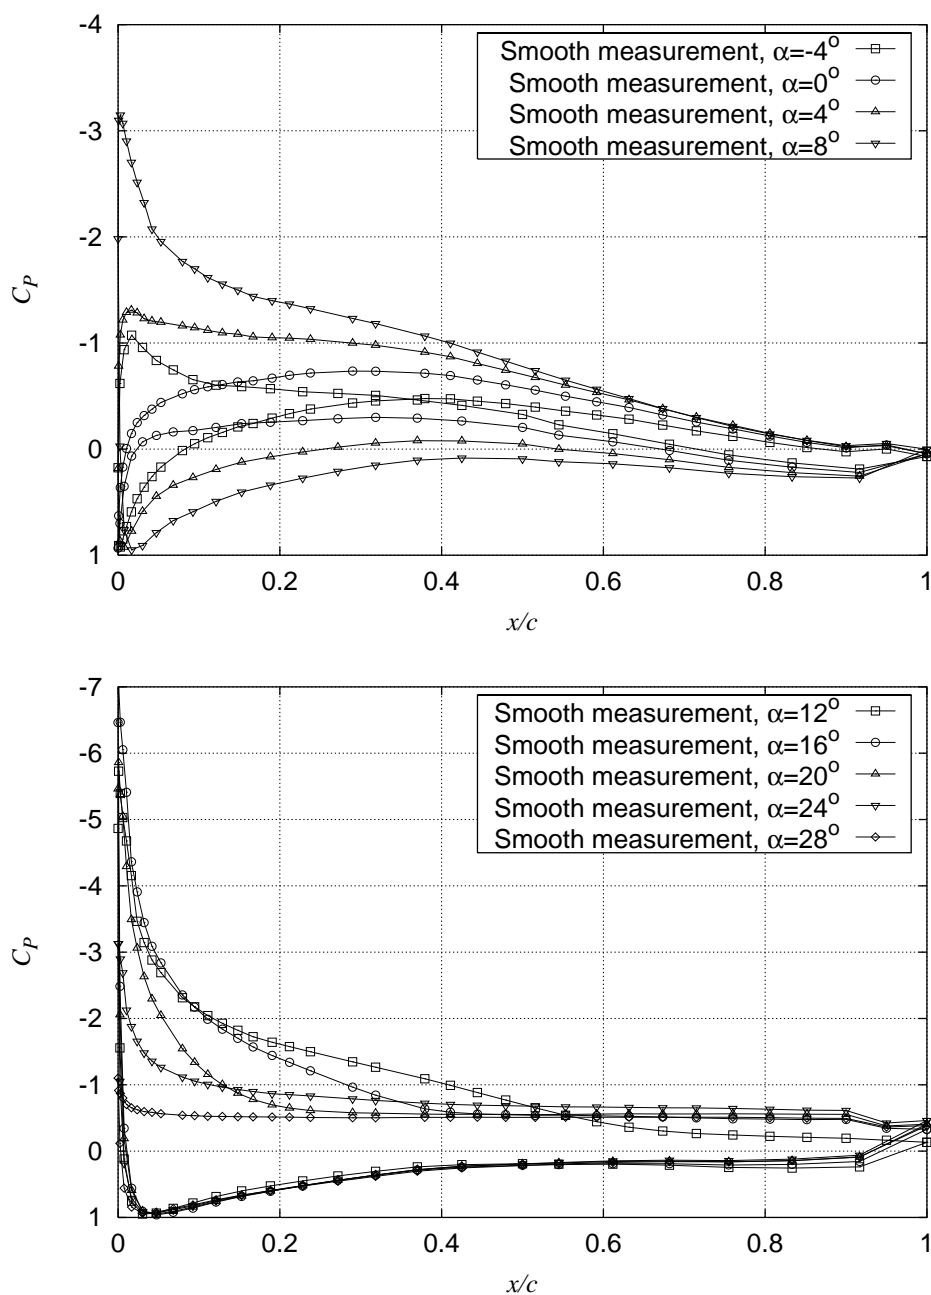 -4
-3
-2
-1
0
1
C_P
0
0.2
0.4
0.6
0.8
1
x/c
Smooth measurement, α=-4°
Smooth measurement, α=0°
Smooth measurement, α=4°
Smooth measurement, α=8°
-7
-6
-5
-4
-3
-2
-1
0
1
C_P
0
0.2
0.4
0.6
0.8
1
x/c
Smooth measurement, α=12°
Smooth measurement, α=16°
Smooth measurement, α=20°
Smooth measurement, α=24°
Smooth measurement, α=28°